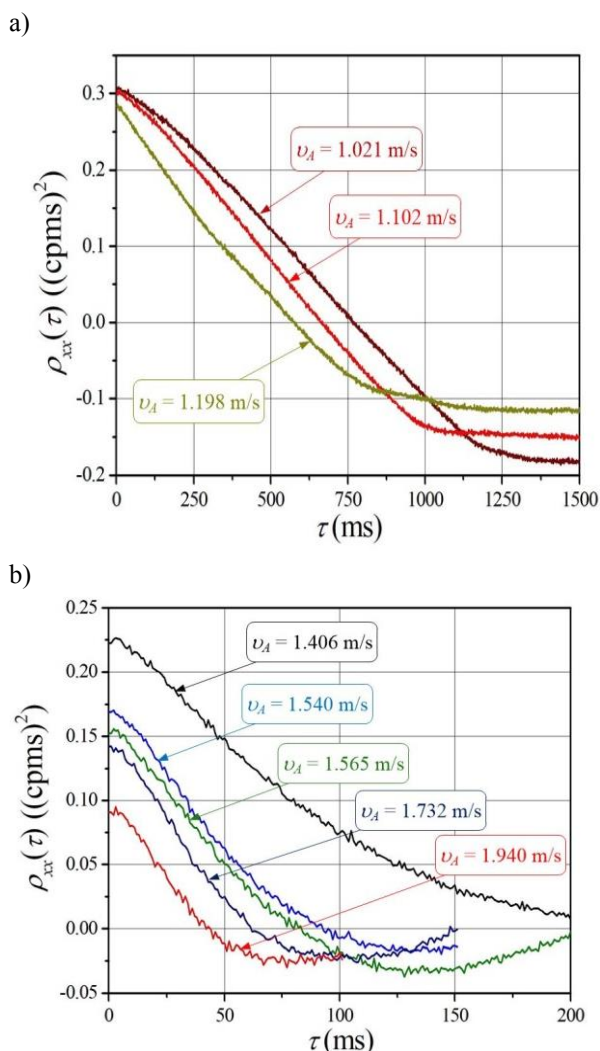 a)
ρxx(τ) ((cpms)²)
0.3
0.2
0.1
0.0
-0.1
-0.2
υA = 1.021 m/s
υA = 1.102 m/s
υA = 1.198 m/s
0 250 500 750 1000 1250 1500
τ (ms)
b)
ρxx(τ) ((cpms)²)
0.25
0.20
0.15
0.10
0.05
0.00
-0.05
υA = 1.406 m/s
υA = 1.540 m/s
υA = 1.565 m/s
υA = 1.732 m/s
υA = 1.940 m/s
0 50 100 150 200
τ (ms)